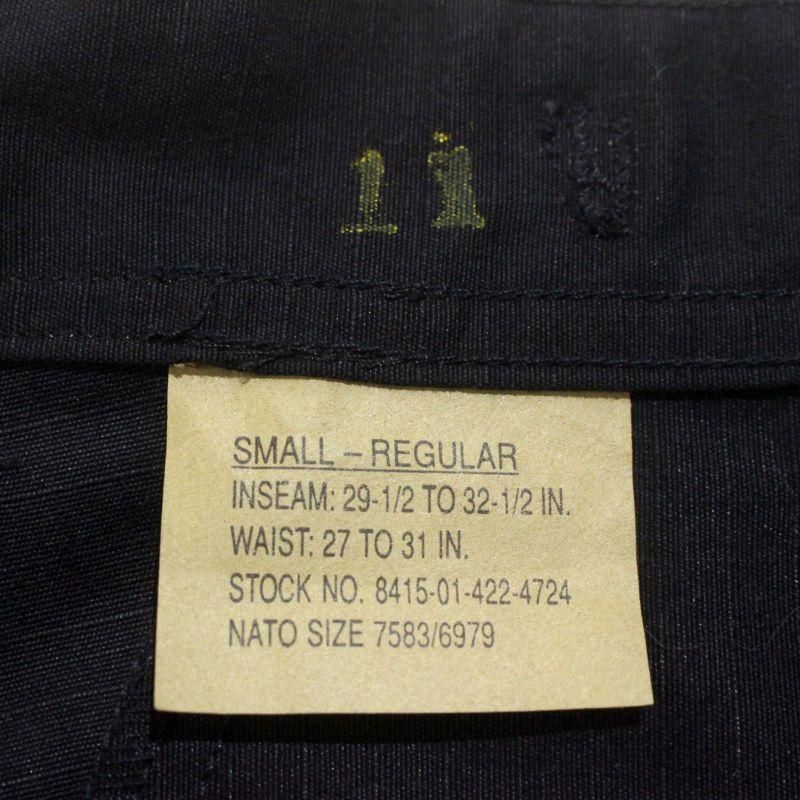 11
SMALL – REGULAR
INSEAM: 29-1/2 TO 32-1/2 IN.
WAIST: 27 TO 31 IN.
STOCK NO. 8415-01-422-4724
NATO SIZE 7583/6979